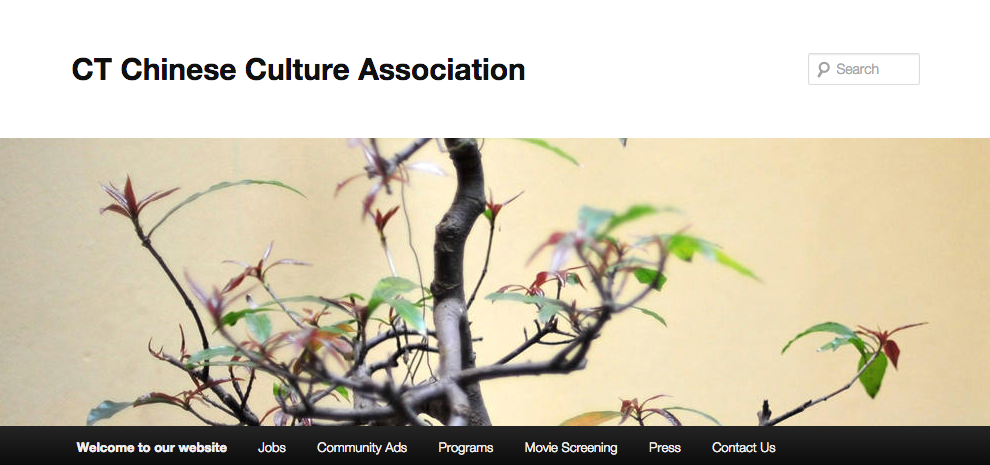 CT Chinese Culture Association
Search
Welcome to our website Jobs Community Ads Programs Movie Screening Press Contact Us